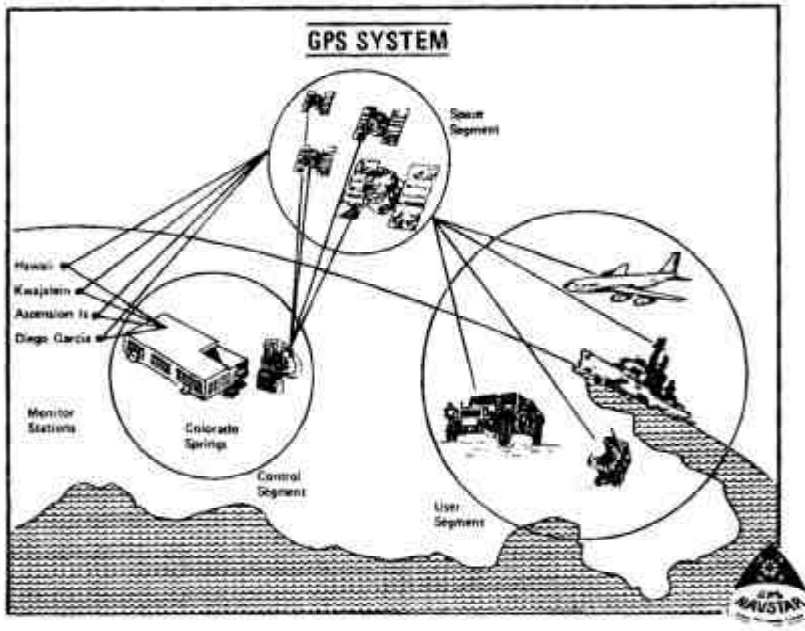 GPS SYSTEM
Space
Segment
Hawaii
Kwajalein
Ascension Is
Diego Garcia
Monitor
Stations
Colorado
Springs
Control
Segment
User
Segment
GPS
NAVSTAR